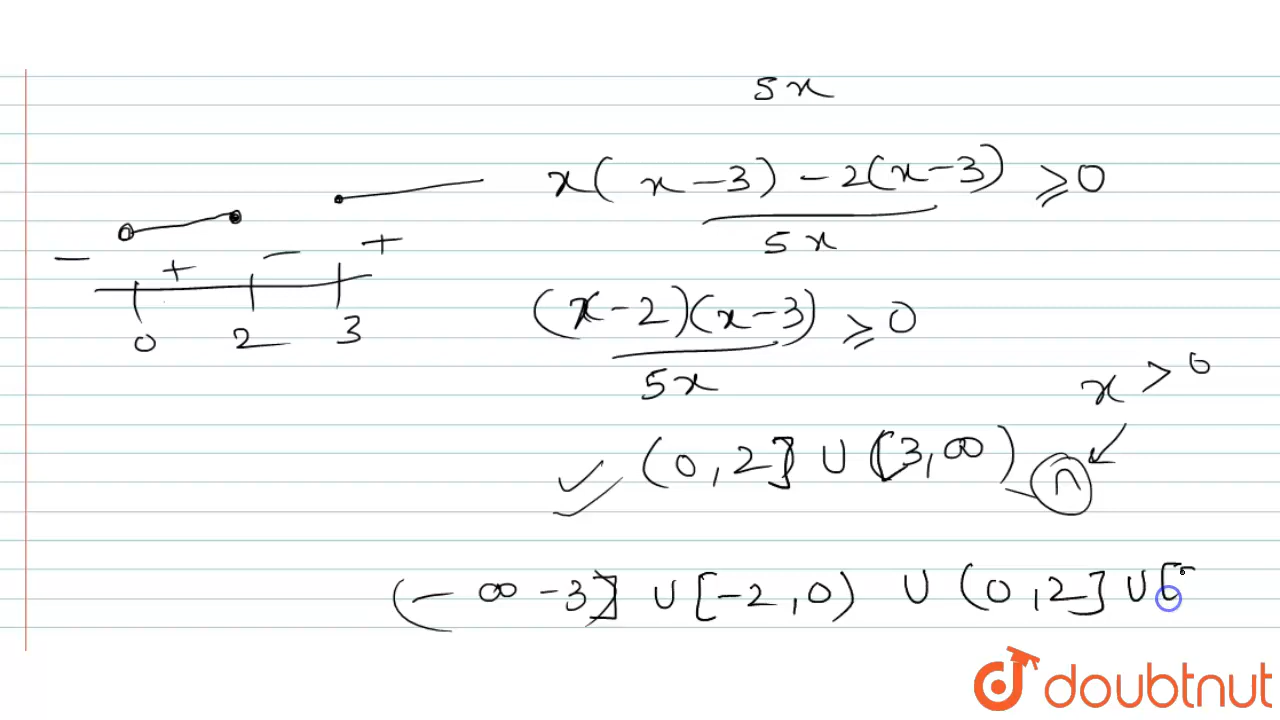 5x
x(x-3)-2(x-3) ≥ 0
5x
- + - +
0 2 3
(x-2)(x-3) ≥ 0
5x
x > 0
(0,2] ∪ [3,∞) ∩
(-∞ -3] ∪ [-2,0) ∪ (0,2] ∪ [
doubtnut